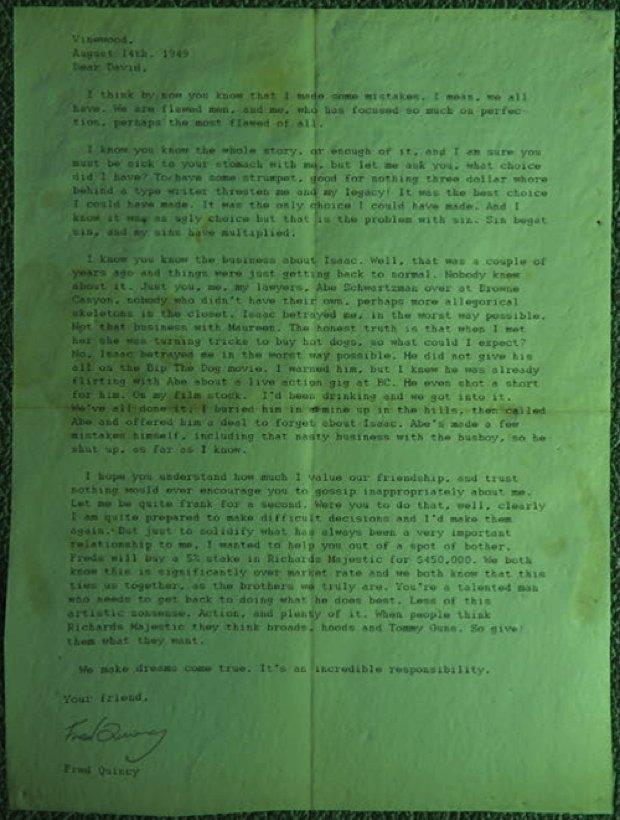 Vinewood,
August 14th, 1949
Dear David,
I think by now you know that I made some mistakes. I mean, we all
have. We are flawed men, and me, who has focused so much on perfec-
tion, perhaps the most flawed of all.
I know you know the whole story, or enough of it, and I am sure you
must be sick to your stomach with me, but let me ask you, what choice
did I have? To have some strumpet, good for nothing three dollar whore
behind a type writer threaten me and my legacy! It was the best choice
I could have made. It was the only choice I could have made. And I
know it was an ugly choice but that is the problem with sin. Sin begat
sin, and my sins have multiplied.
I know you know the business about Isaac. Well, that was a couple of
years ago and things were just getting back to normal. Nobody knew
about it. Just you, me, my lawyers, Abe Schwartzman over at Browne
Canyon, nobody who didn't have their own, perhaps more allegorical
skeletons in the closet. Isaac betrayed me, in the worst way possible.
Not that business with Maureen. The honest truth is that when I met
her she was turning tricks to buy hot dogs, so what could I expect?
No, Isaac betrayed me in the worst way possible. He did not give his
all on the Bip The Dog movie. I warned him, but I knew he was already
flirting with Abe about a live action gig at BC. He even shot a short
for him. On my film stock. I'd been drinking and we got into it.
We've all done it. I buried him in a mine up in the hills, then called
Abe and offered him a deal to forget about Isaac. Abe's made a few
mistakes himself, including that nasty business with the busboy, so he
shut up, as far as I know.
I hope you understand how much I value our friendship, and trust
nothing would ever encourage you to gossip inappropriately about me.
Let me be quite frank for a second. Were you to do that, well, clearly
I am quite prepared to make difficult decisions and I'd make them
again. But just to solidify what has always been a very important
relationship to me, I wanted to help you out of a spot of bother.
Freds will buy a 5% stake in Richards Majestic for $450,000. We both
know this is significantly over market rate and we both know that this
ties us together, as the brothers we truly are. You're a talented man
who needs to get back to doing what he does best. Less of this
artistic nonsense. Action, and plenty of it. When people think
Richards Majestic they think broads, hoods and Tommy Guns. So give
them what they want.
We make dreams come true. It's an incredible responsibility.
Your friend,
Fred Quincy
Fred Quincy